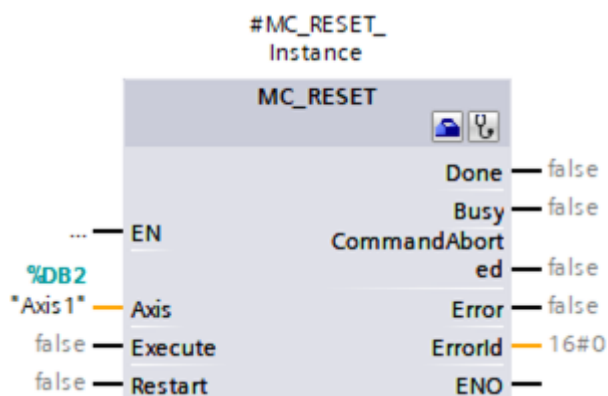 #MC_RESET_
Instance
MC_RESET
Done false
Busy false
... EN
CommandAbort
ed false
%DB2
"Axis1" Axis
Error false
false Execute
ErrorId 16#0
false Restart
ENO